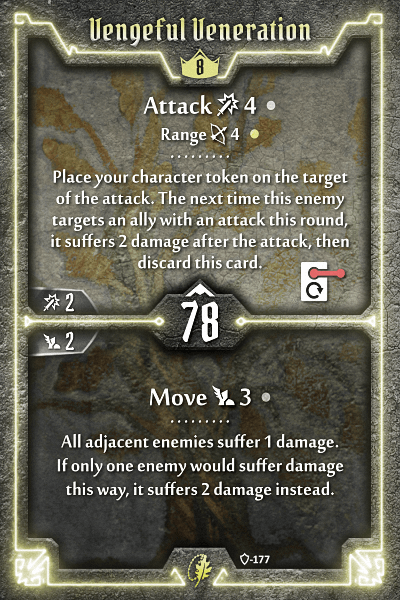 Vengeful Veneration
8
Attack 4
Range 4
Place your character token on the target
of the attack. The next time this enemy
targets an ally with an attack this round,
it suffers 2 damage after the attack, then
discard this card.
2
78
2
Move 3
All adjacent enemies suffer 1 damage.
If only one enemy would suffer damage
this way, it suffers 2 damage instead.
-177